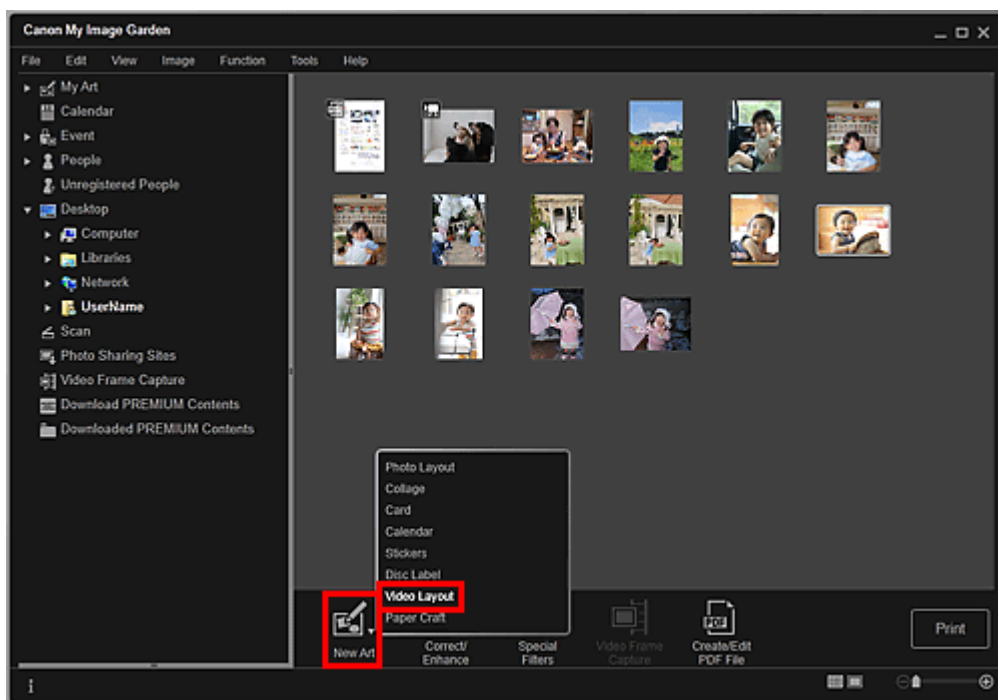 Canon My Image Garden
File Edit View Image Function Tools Help
My Art
Calendar
Event
People
Unregistered People
Desktop
Computer
Libraries
Network
UserName
Scan
Photo Sharing Sites
Video Frame Capture
Download PREMIUM Contents
Downloaded PREMIUM Contents
Photo Layout
Collage
Card
Calendar
Stickers
Disc Label
Video Layout
Paper Craft
New Art
Correct/
Enhance
Special
Filters
Video Frame
Capture
PDF
Create/Edit
PDF File
Print